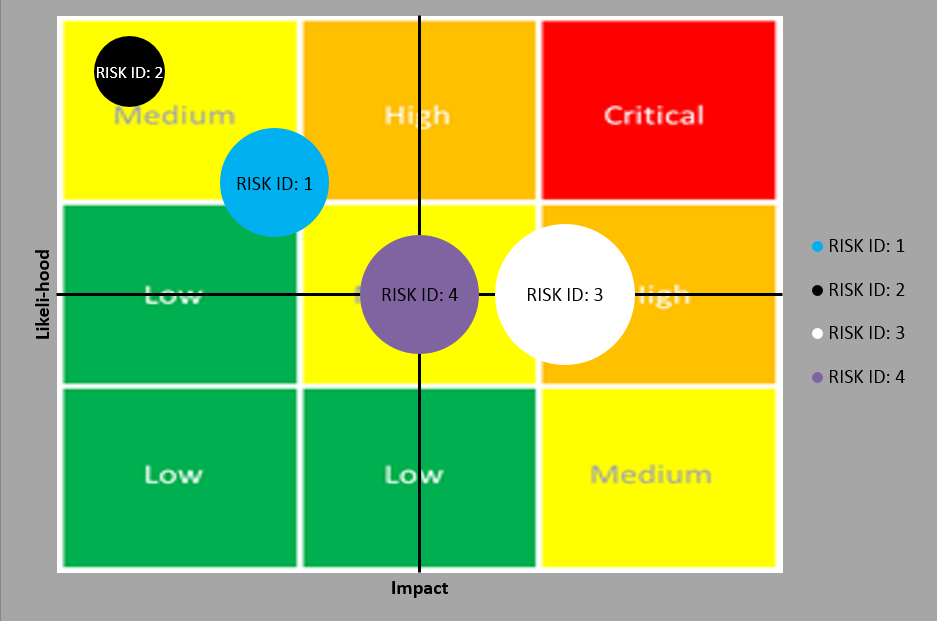 RISK ID: 2
Medium
High
Critical
RISK ID: 1
Low
RISK ID: 4
RISK ID: 3
High
Low
Low
Medium
Likeli-hood
Impact
RISK ID: 1
RISK ID: 2
RISK ID: 3
RISK ID: 4